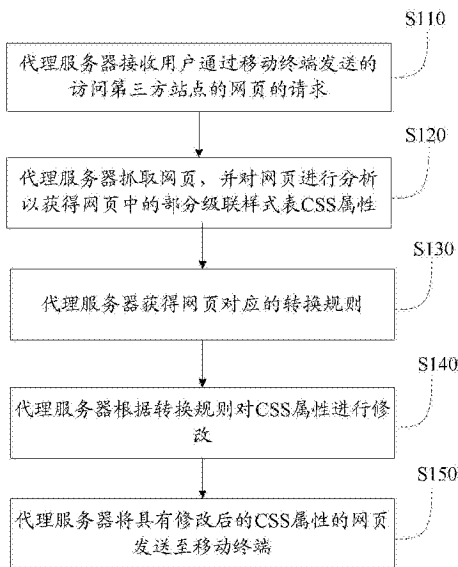 S110
代理服务器接收用户通过移动终端发送的
访问第三方站点的网页的请求
S120
代理服务器抓取网页、并对网页进行分析
以获得网页中的部分级联样式表CSS属性
S130
代理服务器获得网页对应的转换规则
S140
代理服务器根据转换规则对CSS属性进行修
改
S150
代理服务器将具有修改后的CSS属性的网页
发送至移动终端